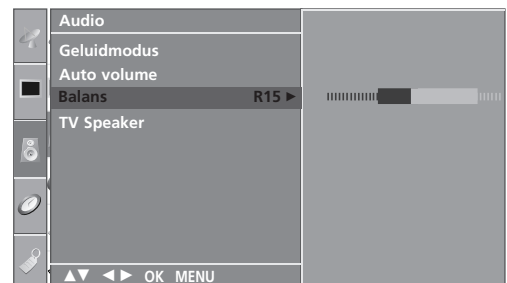 Audio
Geluidmodus
Auto volume
Balans R15 ►
TV Speaker
▲▼ ◄► OK MENU